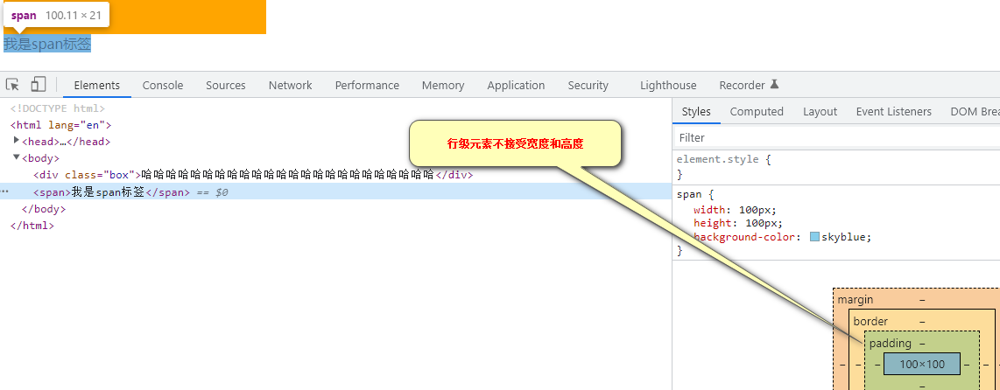 span 100.11 × 21
我是span标签
Elements Console Sources Network Performance Memory Application Security Lighthouse Recorder
<!DOCTYPE html>
<html lang="en">
<head>…</head>
<body>
<div class="box">哈哈哈哈哈哈哈哈哈哈哈哈哈哈哈哈哈哈哈哈哈哈哈哈</div>
<span>我是span标签</span> == $0
</body>
</html>
行级元素不接受宽度和高度
Styles Computed Layout Event Listeners DOM Brea
Filter
element.style {
}
span {
width: 100px;
height: 100px;
background-color: skyblue;
}
margin –
border –
padding –
– – – 100×100 – – –
–